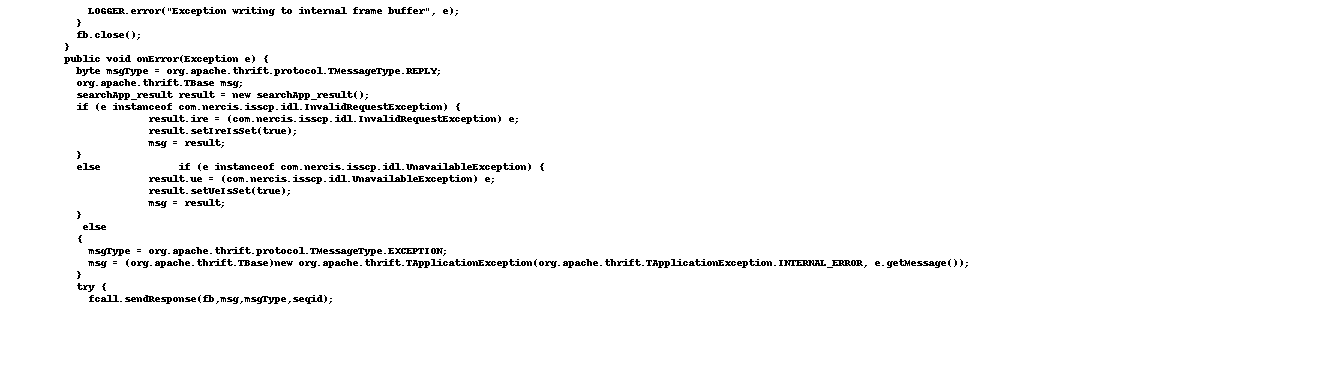 LOGGER.error("Exception writing to internal frame buffer", e);
}
fb.close();
}
public void onError(Exception e) {
byte msgType = org.apache.thrift.protocol.TMessageType.REPLY;
org.apache.thrift.TBase msg;
searchApp_result result = new searchApp_result();
if (e instanceof com.nercis.isscp.idl.InvalidRequestException) {
result.ire = (com.nercis.isscp.idl.InvalidRequestException) e;
result.setIreIsSet(true);
msg = result;
}
else if (e instanceof com.nercis.isscp.idl.UnavailableException) {
result.ue = (com.nercis.isscp.idl.UnavailableException) e;
result.setUeIsSet(true);
msg = result;
}
else
{
msgType = org.apache.thrift.protocol.TMessageType.EXCEPTION;
msg = (org.apache.thrift.TBase)new org.apache.thrift.TApplicationException(org.apache.thrift.TApplicationException.INTERNAL_ERROR, e.getMessage());
}
try {
fcall.sendResponse(fb,msg,msgType,seqid);